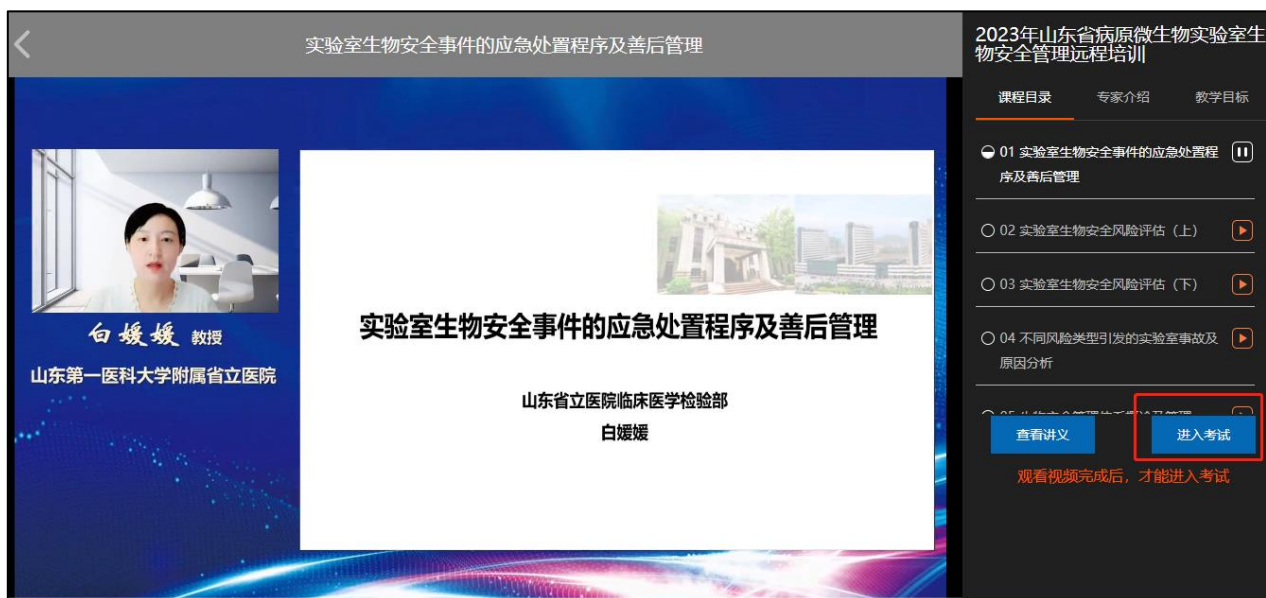 实验室生物安全事件的应急处置程序及善后管理
白媛媛 教授
山东第一医科大学附属省立医院
实验室生物安全事件的应急处置程序及善后管理
山东省立医院临床医学检验部
白媛媛
2023年山东省病原微生物实验室生
物安全管理远程培训
课程目录 专家介绍 教学目标
01 实验室生物安全事件的应急处置程
序及善后管理
02 实验室生物安全风险评估（上）
03 实验室生物安全风险评估（下）
04 不同风险类型引发的实验室事故及
原因分析
查看讲义 进入考试
观看视频完成后，才能进入考试